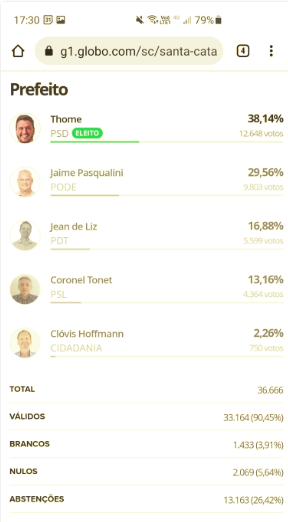 17:30 31 79%
g1.globo.com/sc/santa-cata 4
Prefeito
Thome 38,14%
PSD ELEITO 12.648 votos
Jaime Pasqualini 29,56%
PODE 9.803 votos
Jean de Liz 16,88%
PDT 5.599 votos
Coronel Tonet 13,16%
PSL 4.364 votos
Clóvis Hoffmann 2,26%
CIDADANIA 750 votos
TOTAL 36.666
VÁLIDOS 33.164 (90,45%)
BRANCOS 1.433 (3,91%)
NULOS 2.069 (5,64%)
ABSTENÇÕES 13.163 (26,42%)